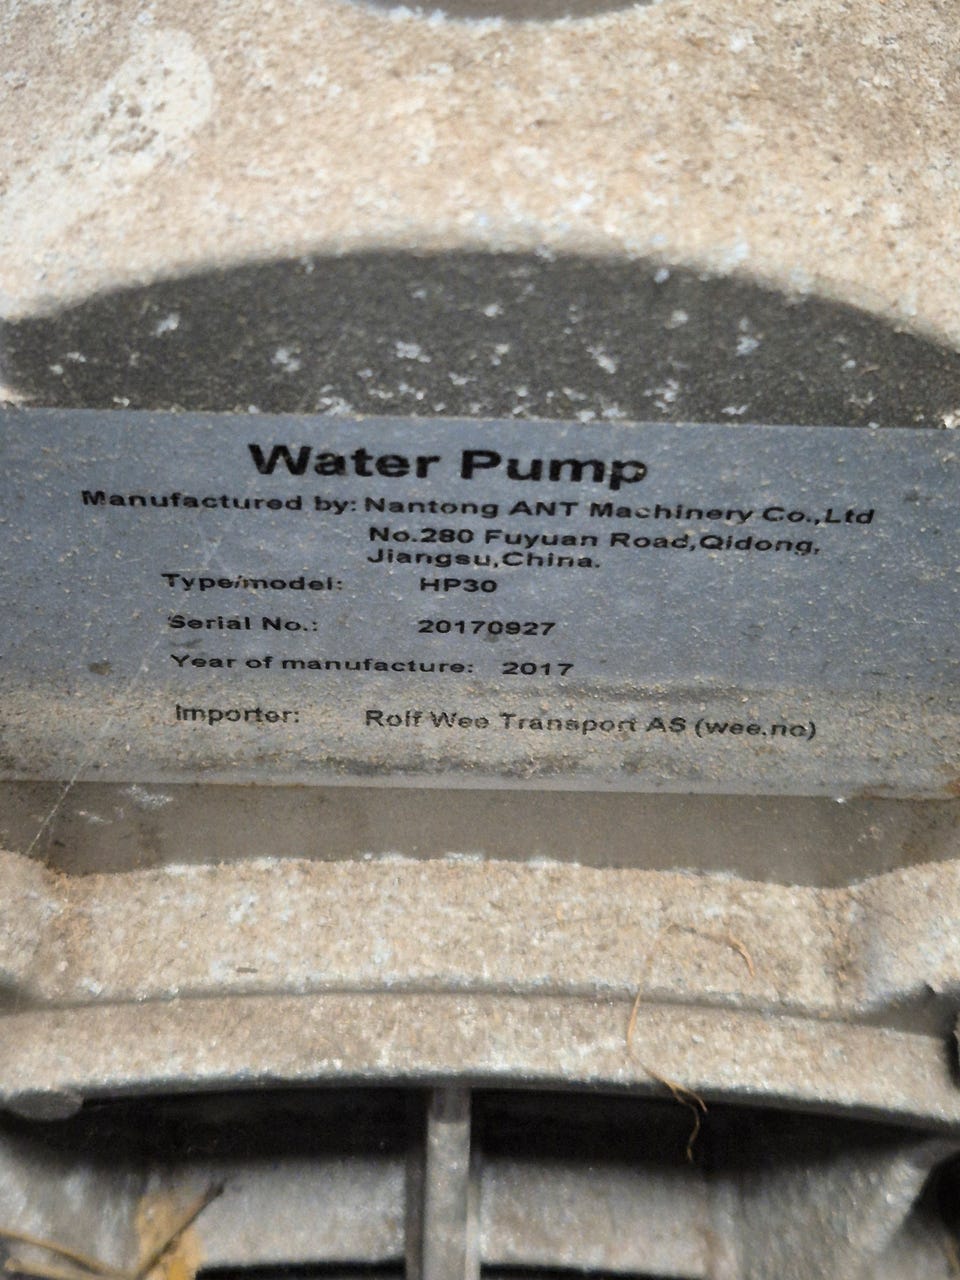 Water Pump
Manufactured by: Nantong ANT Machinery Co.,Ltd
No.280 Fuyuan Road,Qidong,
Jiangsu,China.
Type/model: HP30
Serial No.: 20170927
Year of manufacture: 2017
Importer: Rolf Wee Transport AS (wee.no)